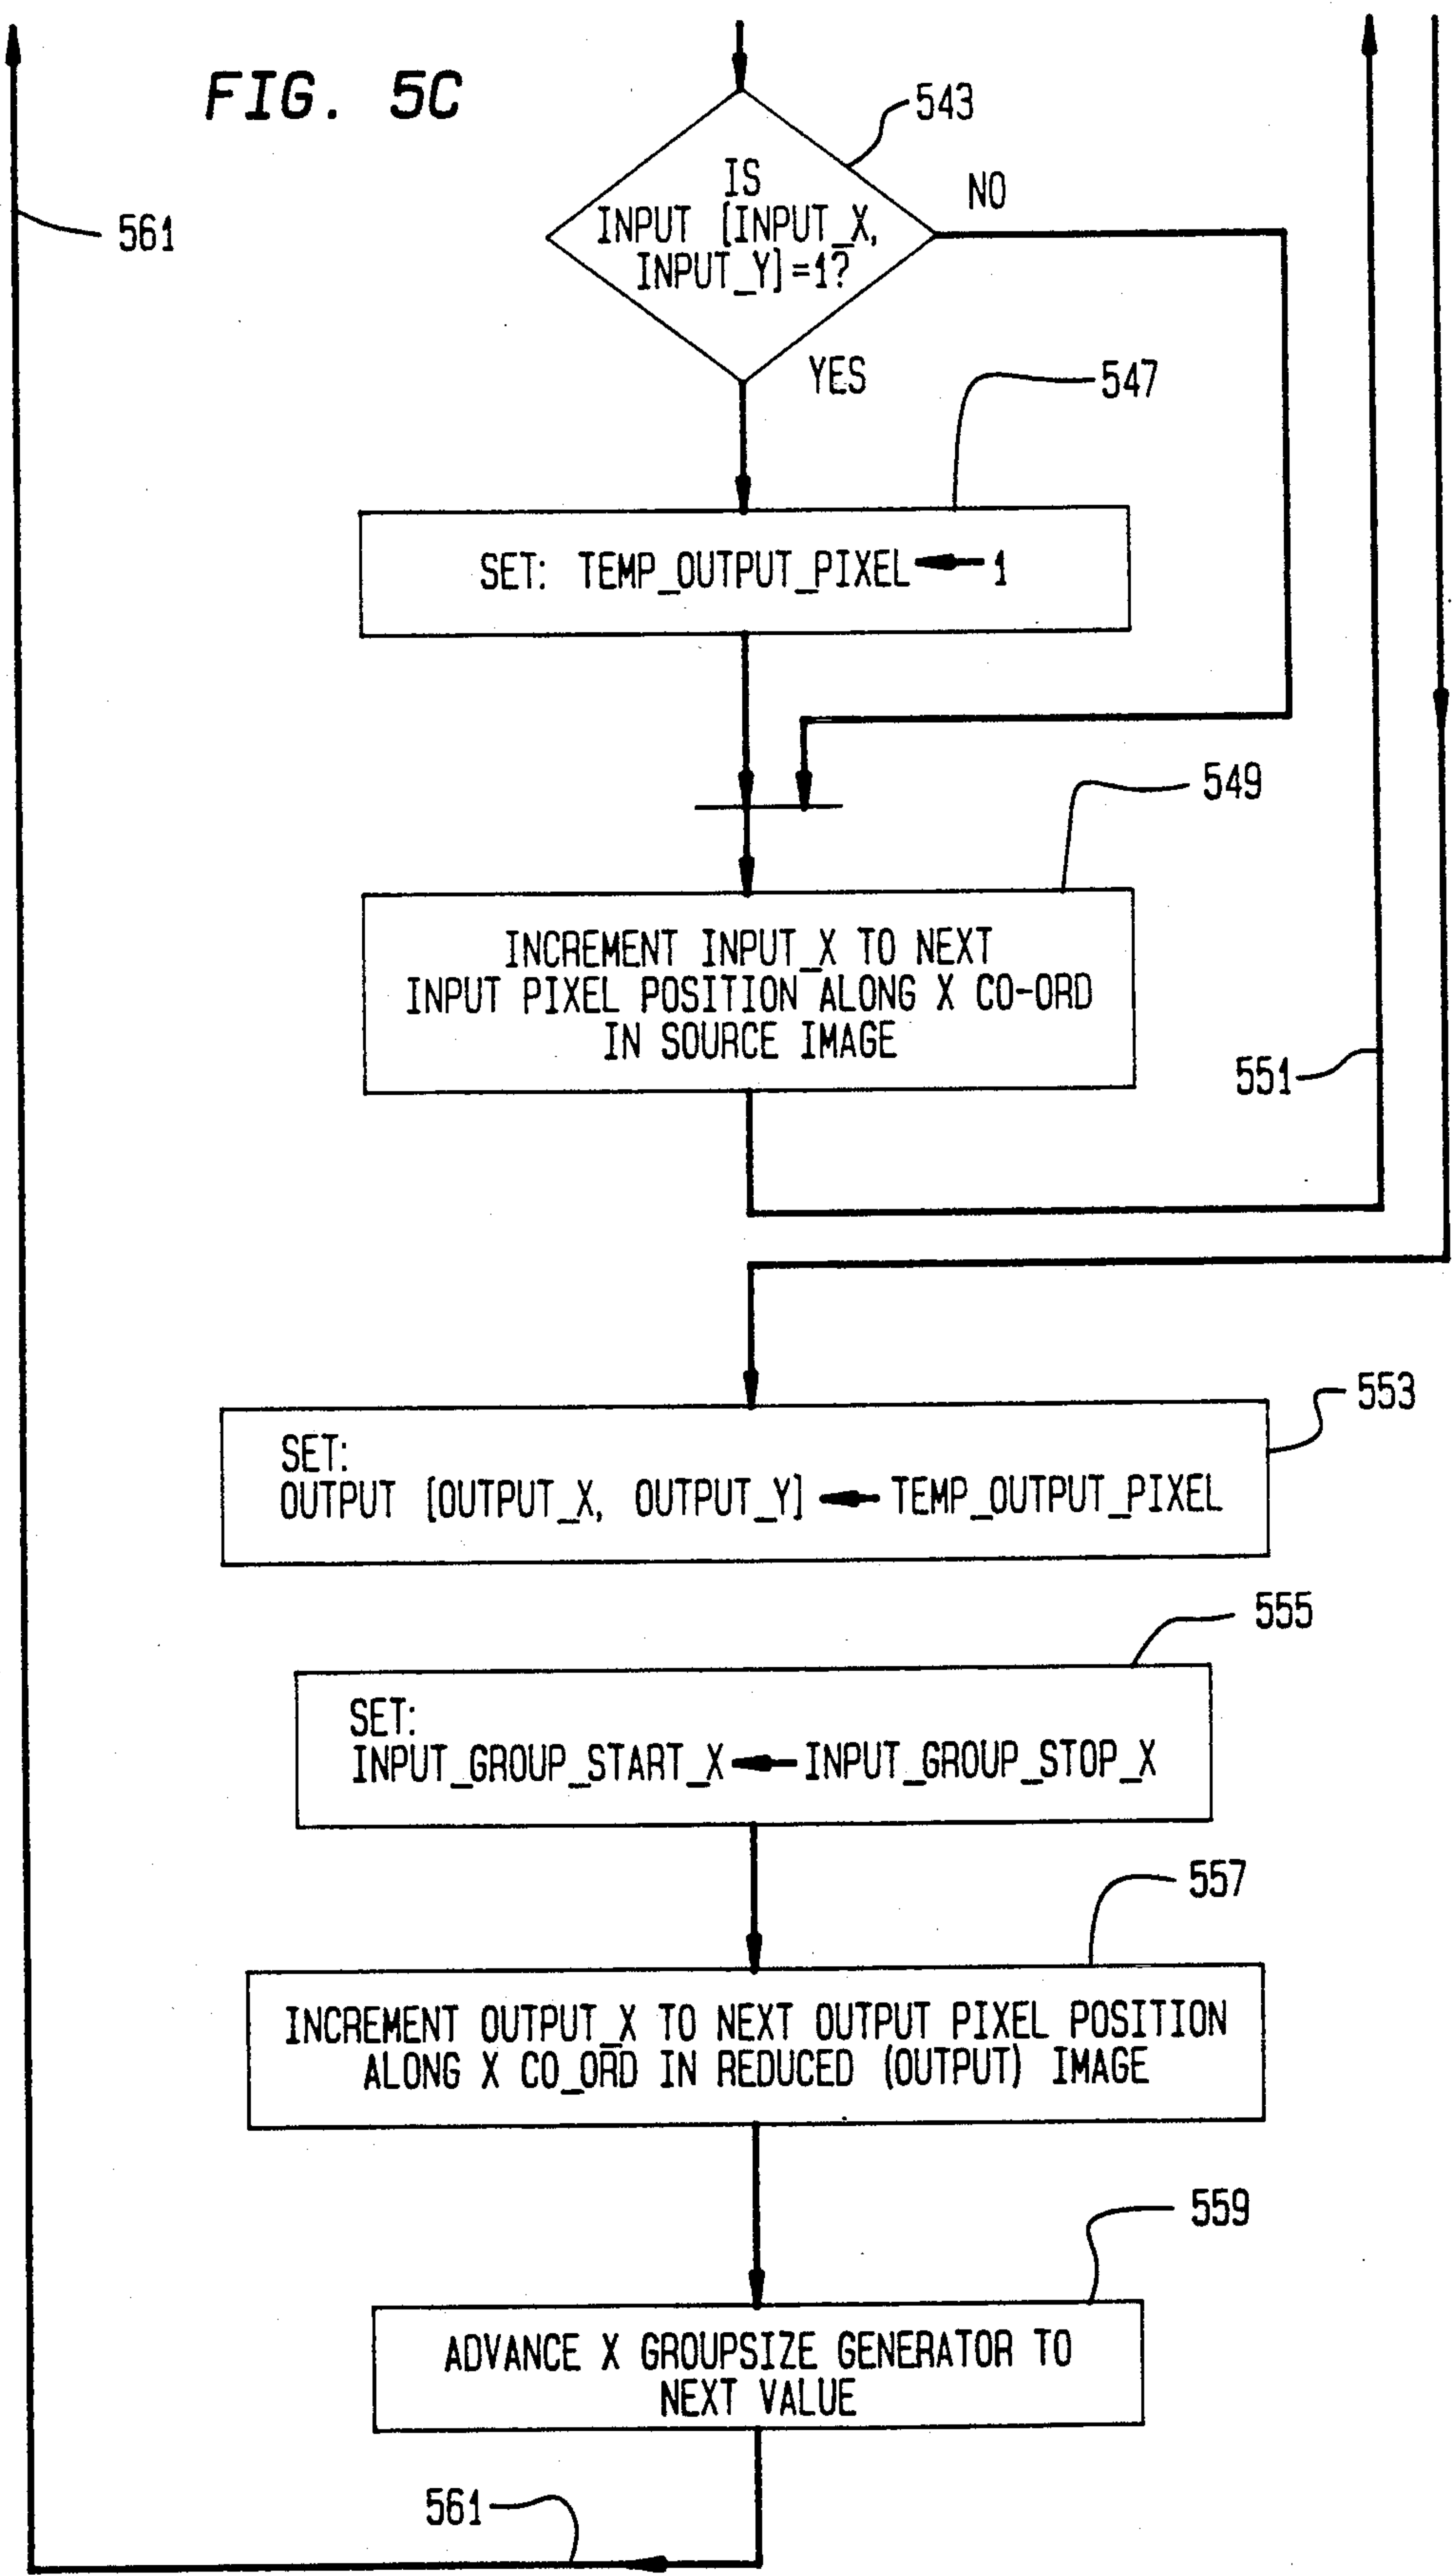 FIG. 5C
543
IS
INPUT [INPUT_X,
INPUT_Y]=1?
NO
561
YES
547
SET: TEMP_OUTPUT_PIXEL ← 1
549
INCREMENT INPUT_X TO NEXT
INPUT PIXEL POSITION ALONG X CO-ORD
IN SOURCE IMAGE
551
553
SET:
OUTPUT [OUTPUT_X, OUTPUT_Y] ← TEMP_OUTPUT_PIXEL
555
SET:
INPUT_GROUP_START_X ← INPUT_GROUP_STOP_X
557
INCREMENT OUTPUT_X TO NEXT OUTPUT PIXEL POSITION
ALONG X CO_ORD IN REDUCED (OUTPUT) IMAGE
559
ADVANCE X GROUPSIZE GENERATOR TO
NEXT VALUE
561